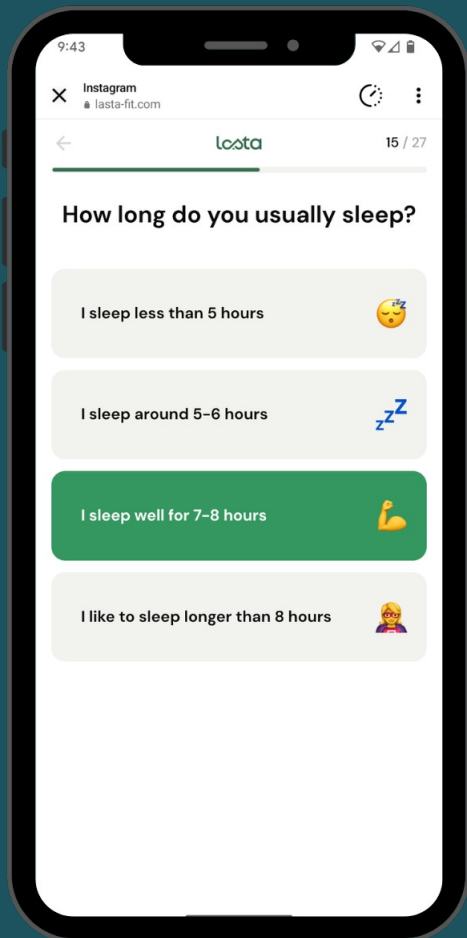 9:43
Instagram
lasta-fit.com
lasta
15 / 27
How long do you usually sleep?
I sleep less than 5 hours
I sleep around 5-6 hours
I sleep well for 7-8 hours
I like to sleep longer than 8 hours